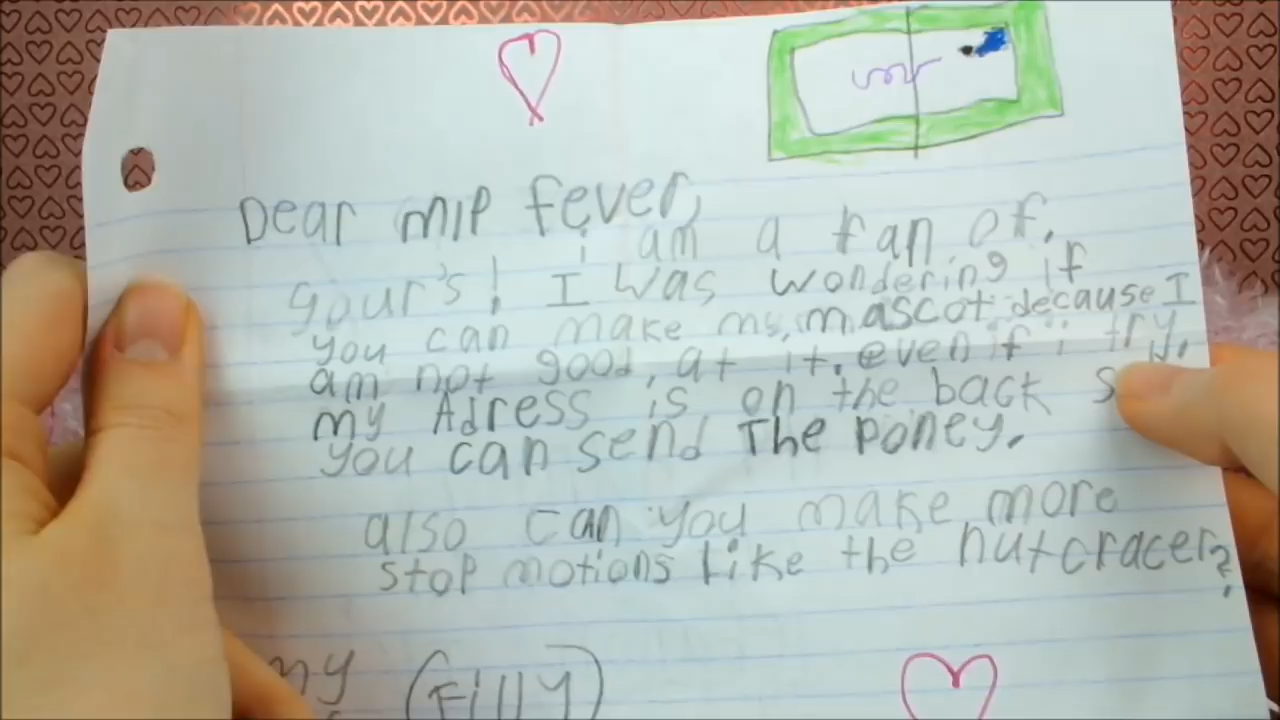 Dear MlP fever,
i am a fan of.
your's! I was wondering if
you can make my mascot decause I
am not good, at it. even if i try.
my Adress is on the back
you can send The Poney.
also can you make more
stop motions like the nutcracer?
my (Filly)